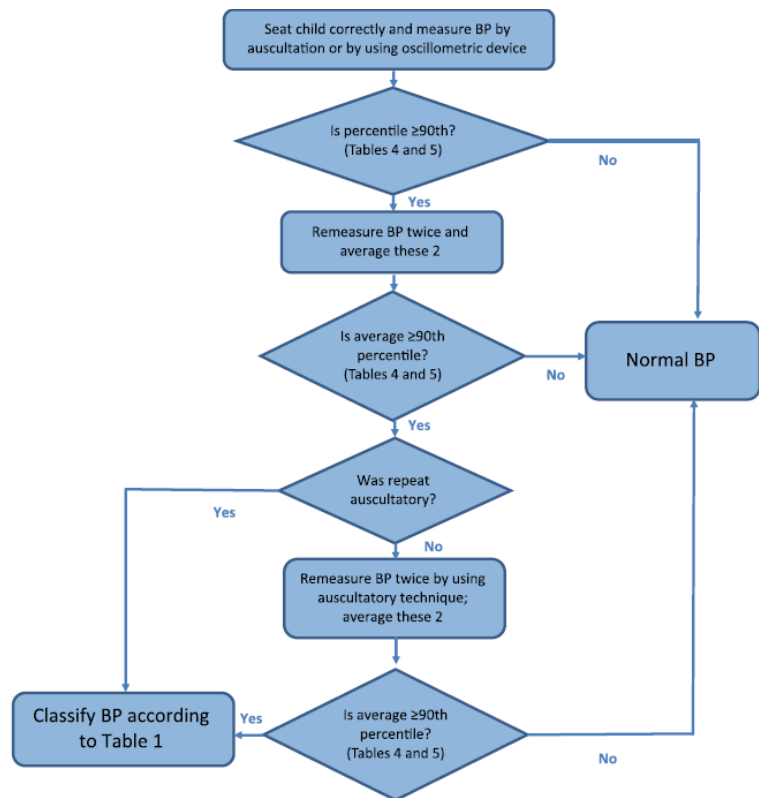 Seat child correctly and measure BP by
auscultation or by using oscillometric device
Is percentile ≥90th?
(Tables 4 and 5)
No
Yes
Remeasure BP twice and
average these 2
Is average ≥90th
percentile?
(Tables 4 and 5)
No
Normal BP
Yes
Was repeat
auscultatory?
Yes
No
Remeasure BP twice by using
auscultatory technique;
average these 2
Is average ≥90th
percentile?
(Tables 4 and 5)
Yes
No
Classify BP according
to Table 1